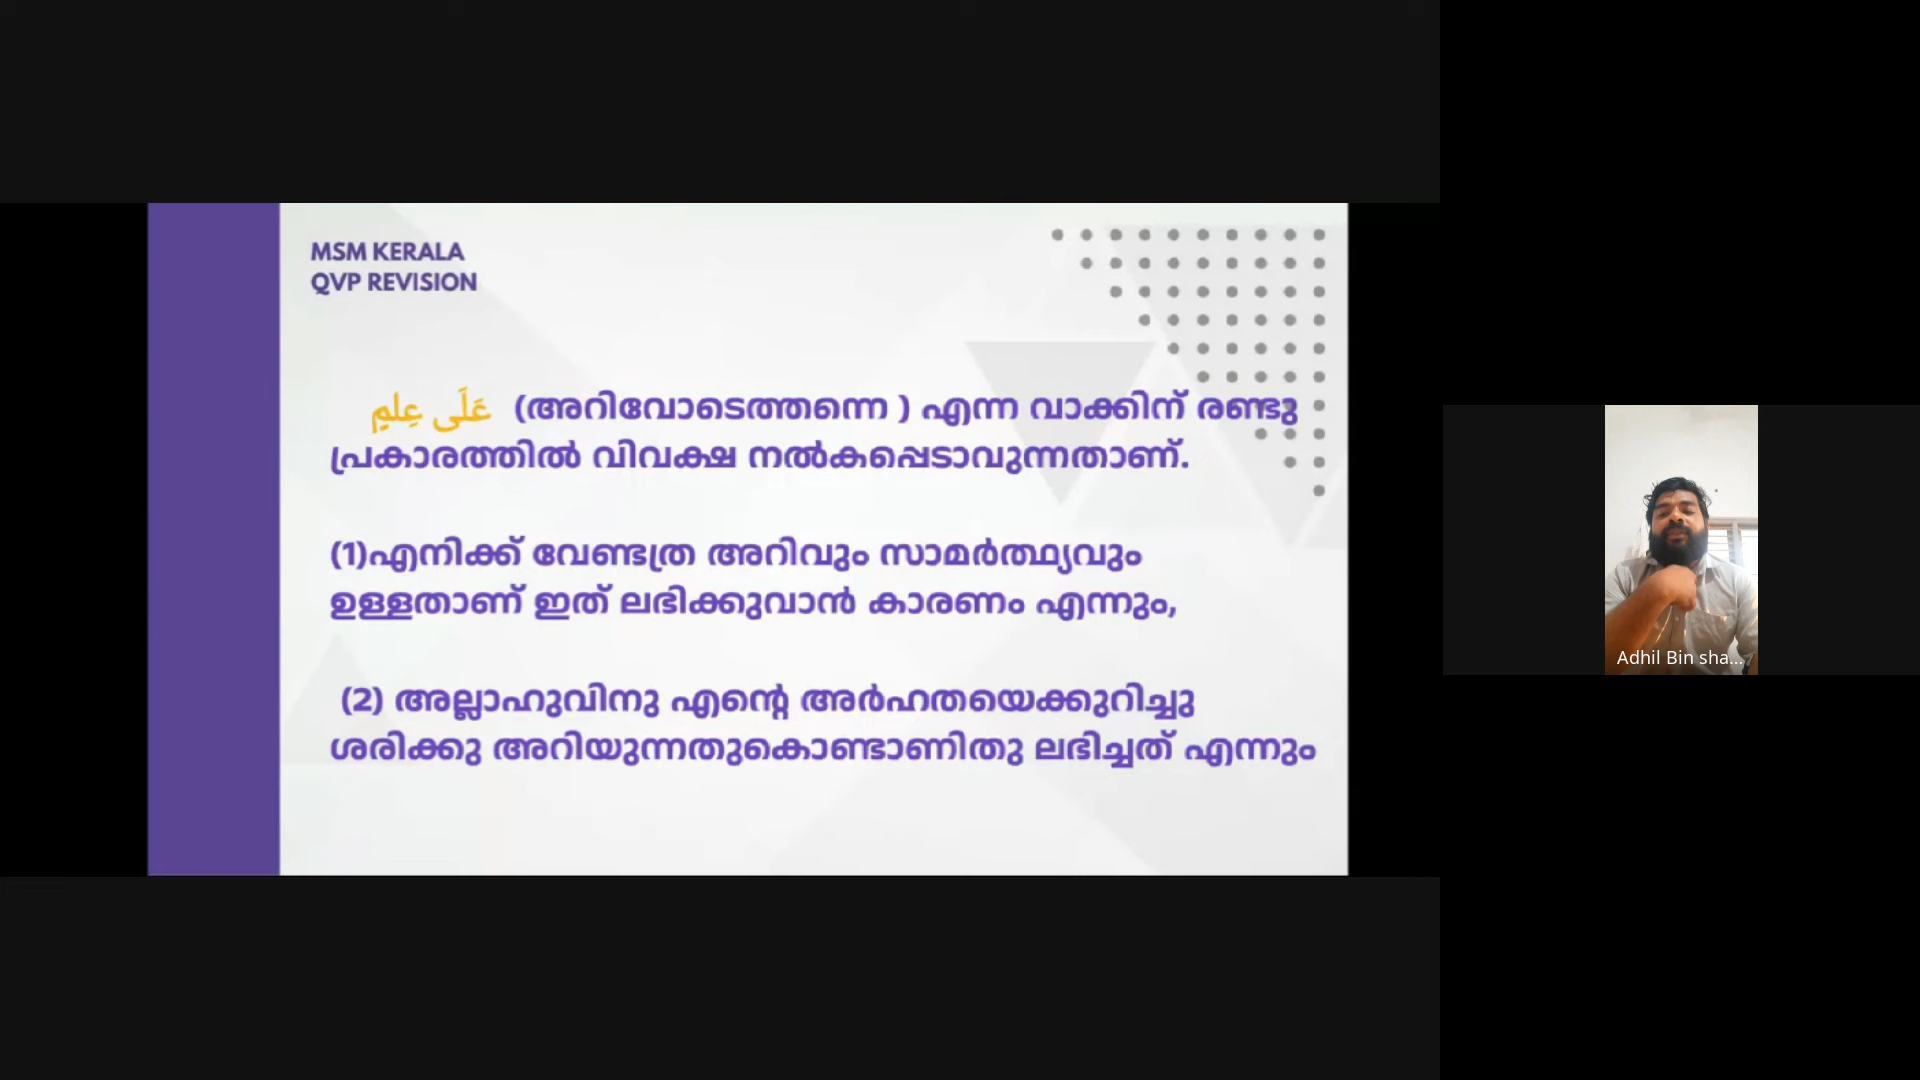 MSM KERALA
QVP REVISION
عَلَى عِلمٍ (അറിവോടെത്തന്നെ ) എന്ന വാക്കിന് രണ്ടു
പ്രകാരത്തിൽ വിവക്ഷ നൽകപ്പെടാവുന്നതാണ്.
(1)എനിക്ക് വേണ്ടത്ര അറിവും സാമർത്ഥ്യവും
ഉള്ളതാണ് ഇത് ലഭിക്കുവാൻ കാരണം എന്നും,
(2) അല്ലാഹുവിനു എന്റെ അർഹതയെക്കുറിച്ചു
ശരിക്കു അറിയുന്നതുകൊണ്ടാണിതു ലഭിച്ചത് എന്നും
Adhil Bin sha...